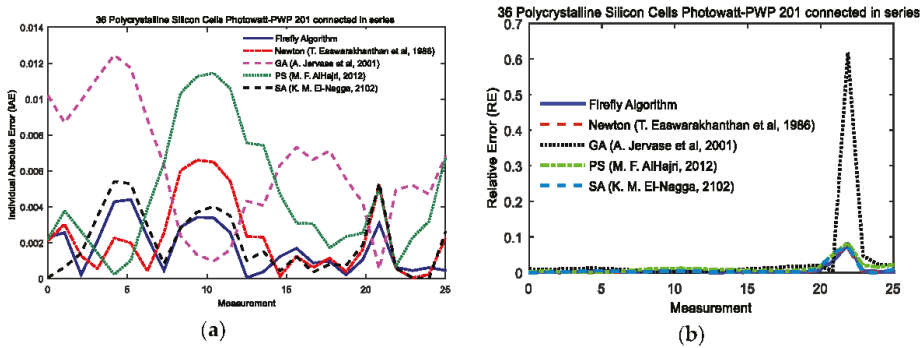 36 Polycrystalline Silicon Cells Photowatt-PWP 201 connected in series
0.014
0.012
0.01
0.008
0.006
0.004
0.002
0
Individual Absolute Error (IAE)
Firefly Algorithm
Newton (T. Easwarakhanthan et al, 1986)
GA (A. Jervase et al, 2001)
PS (M. F. AlHajri, 2012)
SA (K. M. El-Nagga, 2102)
0 5 10 15 20 25
Measurement
(a)
36 Polycrystalline Silicon Cells Photowatt-PWP 201 connected in series
0.7
0.6
0.5
0.4
0.3
0.2
0.1
0
Relative Error (RE)
Firefly Algorithm
Newton (T. Easwarakhanthan et al, 1986)
GA (A. Jervase et al, 2001)
PS (M. F. AlHajri, 2012)
SA (K. M. El-Nagga, 2102)
0 5 10 15 20 25
Measurement
(b)